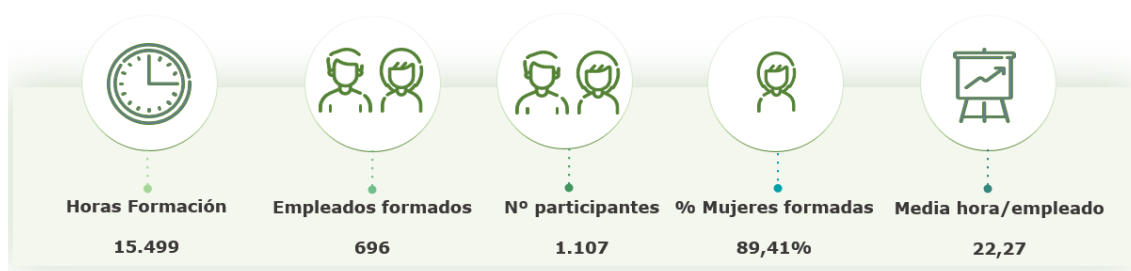 Horas Formación
15.499
Empleados formados
696
Nº participantes
1.107
% Mujeres formadas
89,41%
Media hora/empleado
22,27